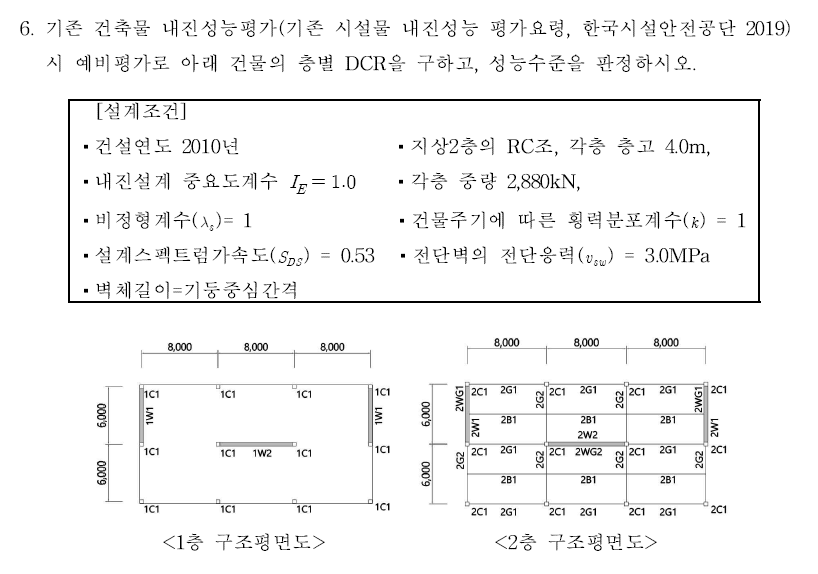 6. 기존 건축물 내진성능평가(기존 시설물 내진성능 평가요령, 한국시설안전공단 2019)
시 예비평가로 아래 건물의 층별 DCR을 구하고, 성능수준을 판정하시오.
[설계조건]
▪ 건설연도 2010년
▪ 지상2층의 RC조, 각층 층고 4.0m,
▪ 내진설계 중요도계수 I_E = 1.0
▪ 각층 중량 2,880kN,
▪ 비정형계수(λ_s)= 1
▪ 건물주기에 따른 횡력분포계수(k) = 1
▪ 설계스펙트럼가속도(S_DS) = 0.53
▪ 전단벽의 전단응력(v_sw) = 3.0MPa
▪ 벽체길이=기둥중심간격
8,000 8,000 8,000
1C1 1C1 1C1 1C1
6,000 1W1 1W1
1C1 1C1 1W2 1C1 1C1
6,000
1C1 1C1 1C1 1C1
<1층 구조평면도>
8,000 8,000 8,000
2C1 2G1 2C1 2G1 2C1 2G1 2C1
6,000 2WG1 2G2 2G2 2WG1
2B1 2B1 2B1
2W1 2W2 2W1
2C1 2G1 2C1 2WG2 2C1 2G1 2C1
2G2 2G2 2G2 2G2
6,000 2B1 2B1 2B1
2C1 2G1 2C1 2G1 2C1 2G1 2C1
<2층 구조평면도>